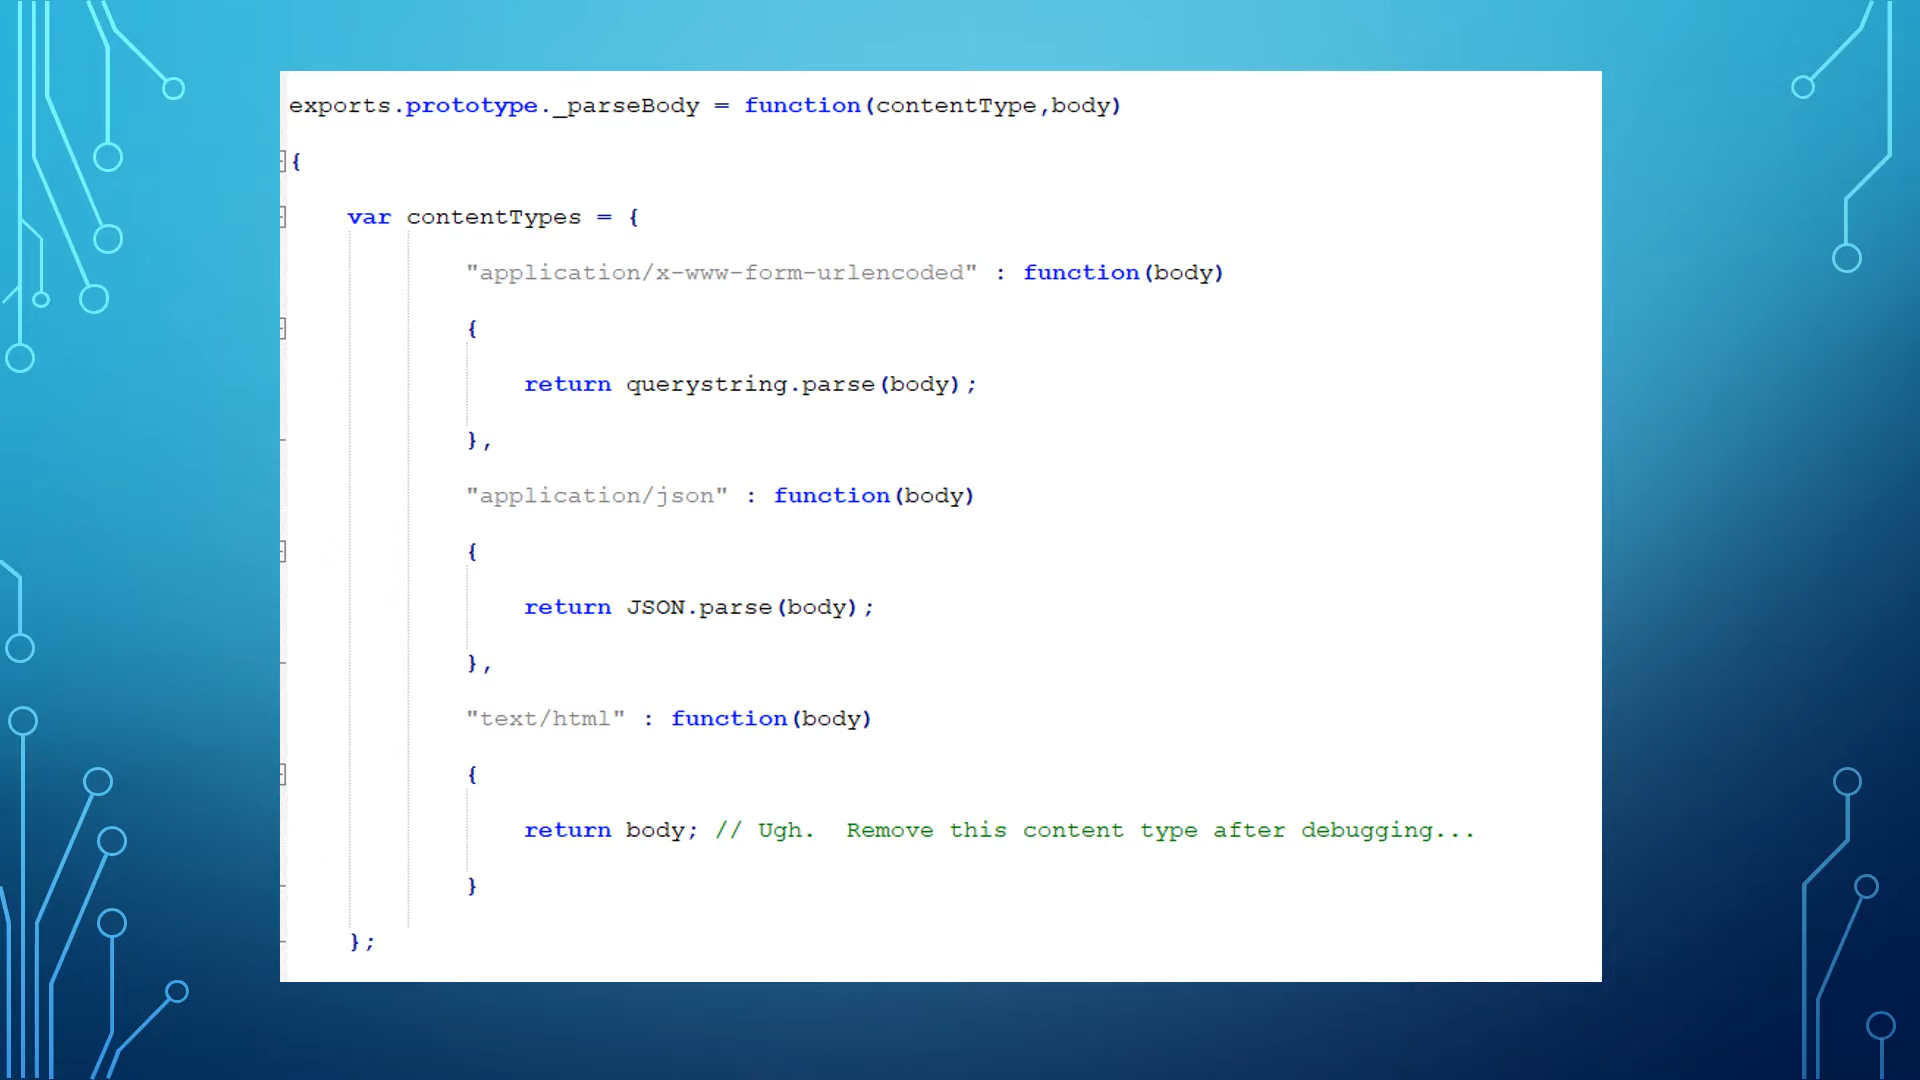 exports.prototype._parseBody = function(contentType,body)
{
var contentTypes = {
"application/x-www-form-urlencoded" : function(body)
{
return querystring.parse(body);
},
"application/json" : function(body)
{
return JSON.parse(body);
},
"text/html" : function(body)
{
return body; // Ugh.  Remove this content type after debugging...
}
};